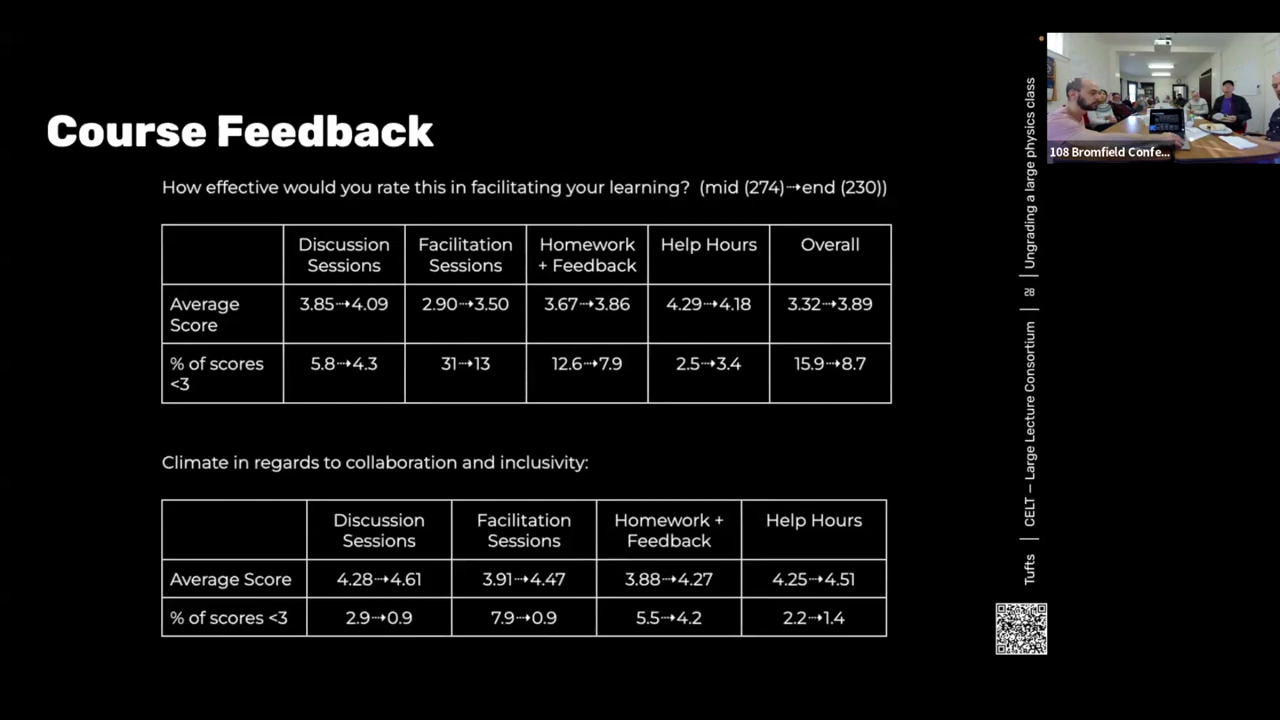 Course Feedback
How effective would you rate this in facilitating your learning? (mid (274)⇢end (230))
Discussion Sessions
Facilitation Sessions
Homework + Feedback
Help Hours
Overall
Average Score
3.85⇢4.09
2.90⇢3.50
3.67⇢3.86
4.29⇢4.18
3.32⇢3.89
% of scores <3
5.8⇢4.3
31⇢13
12.6⇢7.9
2.5⇢3.4
15.9⇢8.7
Climate in regards to collaboration and inclusivity:
Discussion Sessions
Facilitation Sessions
Homework + Feedback
Help Hours
Average Score
4.28⇢4.61
3.91⇢4.47
3.88⇢4.27
4.25⇢4.51
% of scores <3
2.9⇢0.9
7.9⇢0.9
5.5⇢4.2
2.2⇢1.4
Tufts | CELT – Large Lecture Consortium | 28 | Ungrading a large physics class
108 Bromfield Confe...